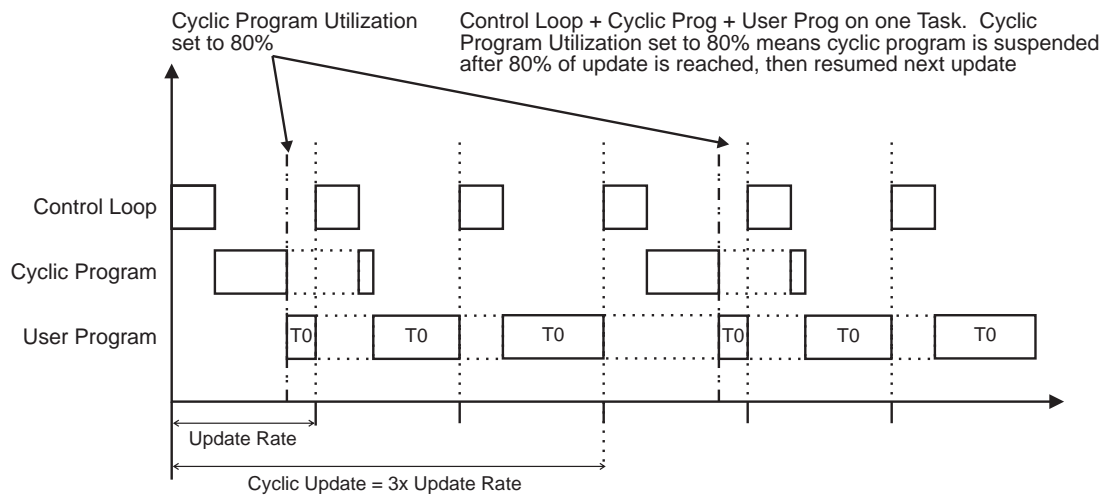 Cyclic Program Utilization
set to 80%
Control Loop + Cyclic Prog + User Prog on one Task. Cyclic
Program Utilization set to 80% means cyclic program is suspended
after 80% of update is reached, then resumed next update
Control Loop
Cyclic Program
User Program
T0
T0
T0
T0
T0
T0
Update Rate
Cyclic Update = 3x Update Rate